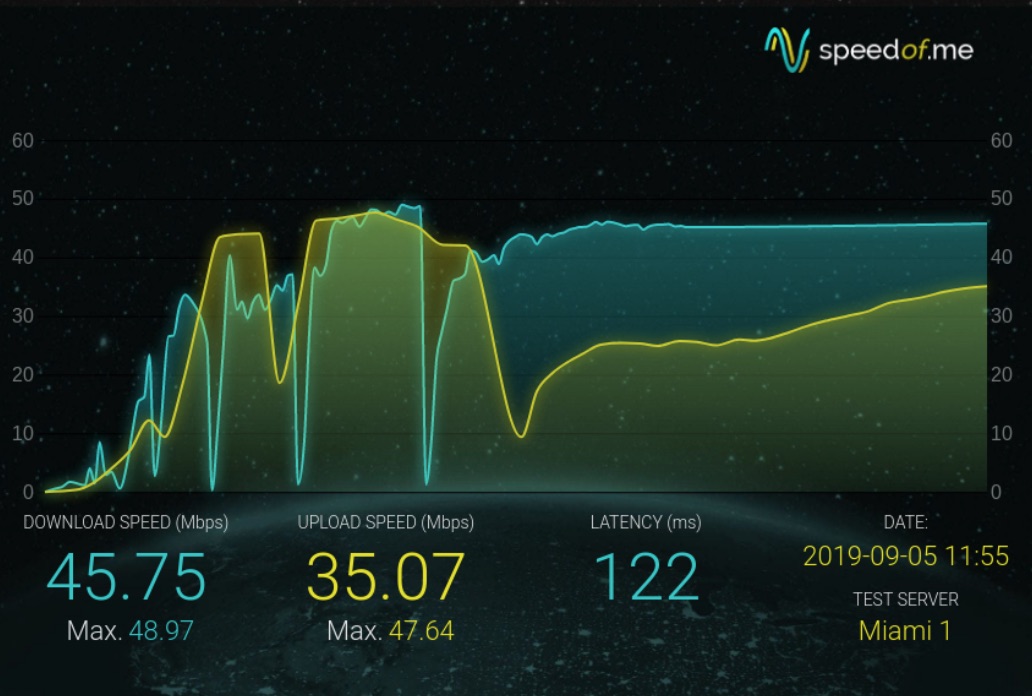 speedof.me
60 60
50 50
40 40
30 30
20 20
10 10
0 0
DOWNLOAD SPEED (Mbps) UPLOAD SPEED (Mbps) LATENCY (ms) DATE:
45.75 35.07 122 2019-09-05 11:55
TEST SERVER
Max. 48.97 Max. 47.64 Miami 1